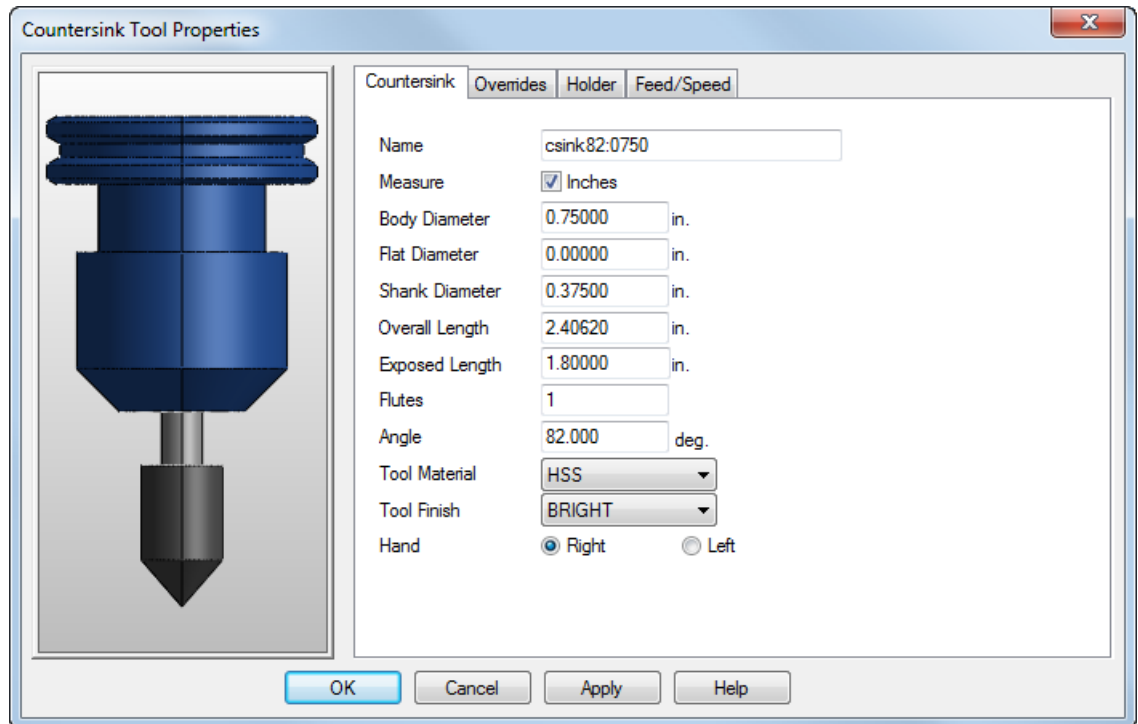 Countersink Tool Properties
Countersink Overrides Holder Feed/Speed
Name csink82:0750
Measure Inches
Body Diameter 0.75000 in.
Flat Diameter 0.00000 in.
Shank Diameter 0.37500 in.
Overall Length 2.40620 in.
Exposed Length 1.80000 in.
Flutes 1
Angle 82.000 deg.
Tool Material HSS
Tool Finish BRIGHT
Hand Right Left
OK Cancel Apply Help